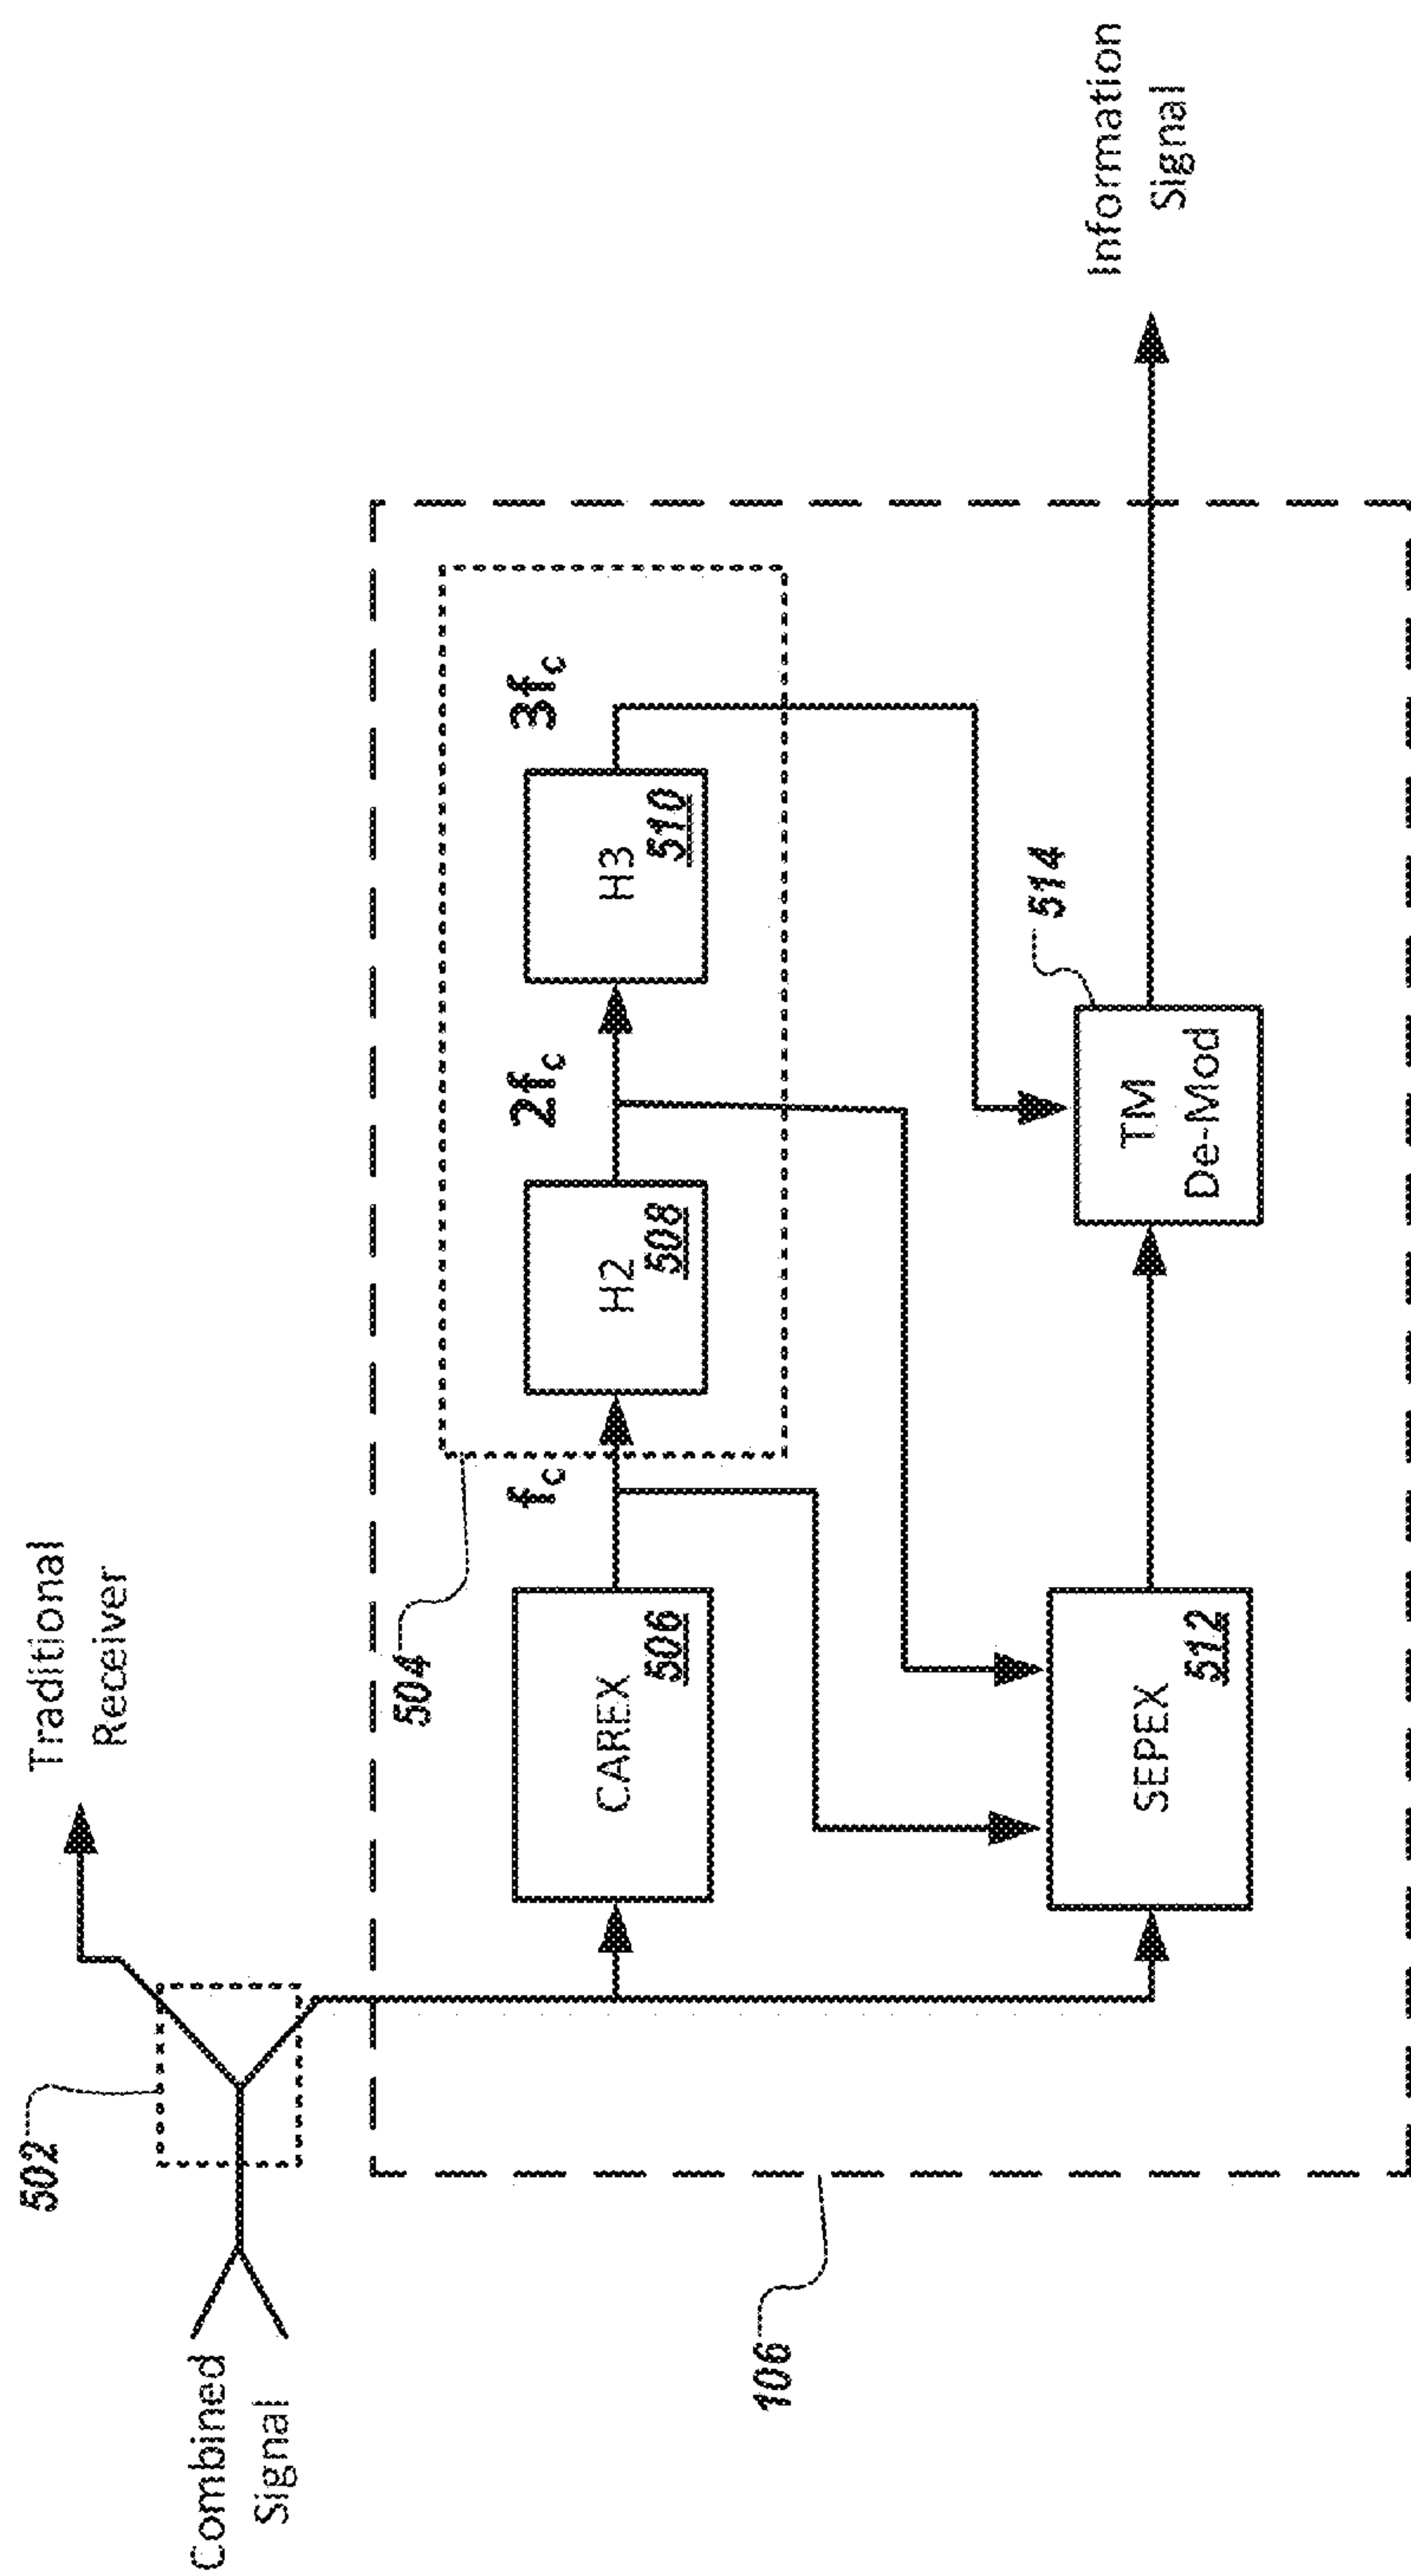 Traditional
Receiver
502
Combined
Signal
504
fc
2fc
3fc
CAREX
506
H2
508
H3
510
514
SEPEX
512
TM
De-Mod
Information
Signal
106